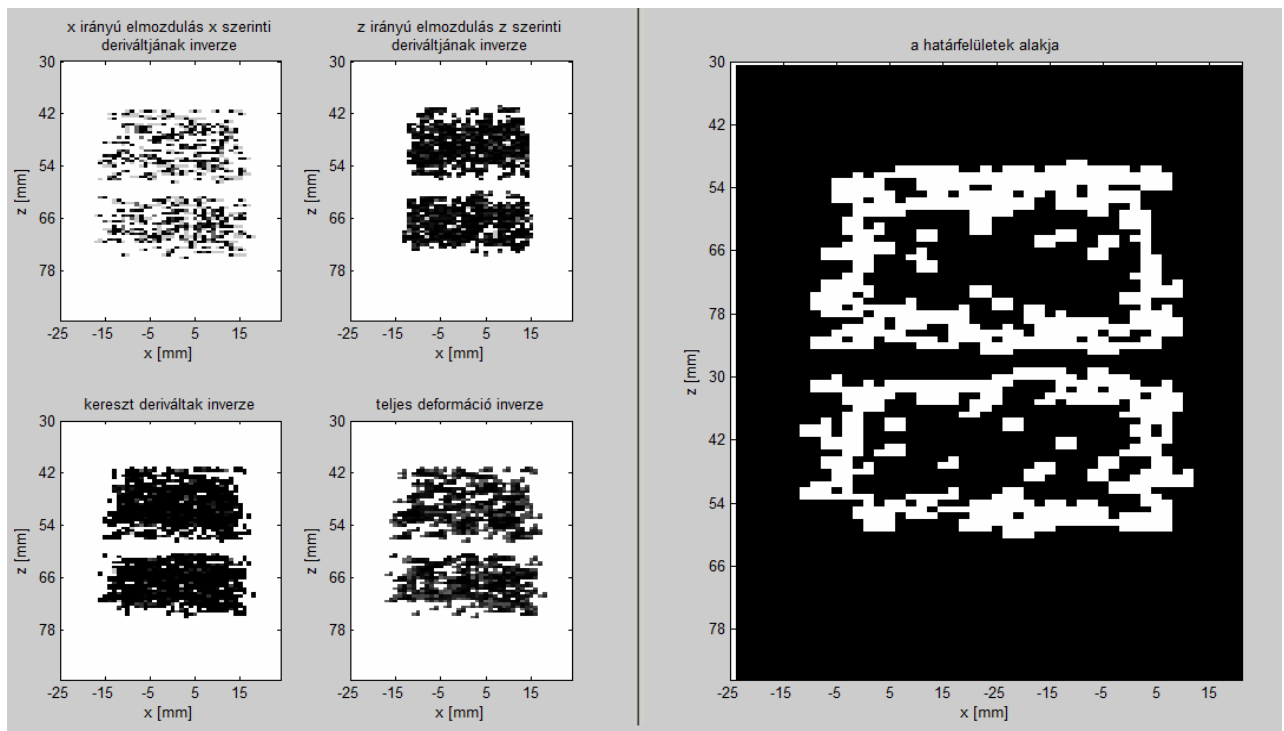 x irányú elmozdulás x szerinti
deriváltjának inverze
30
42
54
66
78
z [mm]
-25 -15 -5 5 15
x [mm]
z irányú elmozdulás z szerinti
deriváltjának inverze
30
42
54
66
78
z [mm]
-25 -15 -5 5 15
x [mm]
kereszt deriváltak inverze
30
42
54
66
78
z [mm]
-25 -15 -5 5 15
x [mm]
teljes deformáció inverze
30
42
54
66
78
z [mm]
-25 -15 -5 5 15
x [mm]
a határfelületek alakja
30
42
54
66
78
30
42
54
66
78
z [mm]
-25 -15 -5 5 15 -25 -15 -5 5 15
x [mm]